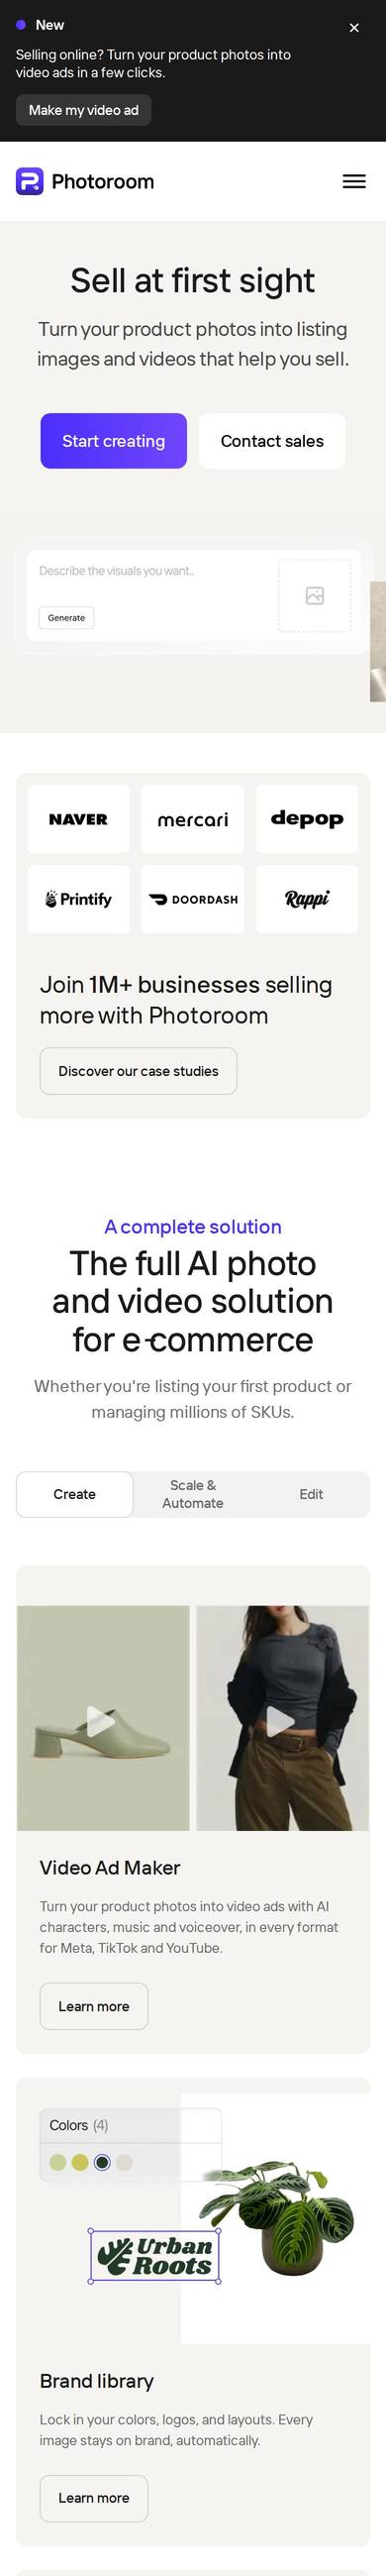 New
Selling online? Turn your product photos into
video ads in a few clicks.
Make my video ad
Photoroom
Sell at first sight
Turn your product photos into listing
images and videos that help you sell.
Start creating
Contact sales
Describe the visuals you want..
Generate
NAVER
mercari
depop
Printify
DOORDASH
Rappi
Join 1M+ businesses selling
more with Photoroom
Discover our case studies
A complete solution
The full AI photo
and video solution
for e-commerce
Whether you're listing your first product or
managing millions of SKUs.
Create
Scale &
Automate
Edit
Video Ad Maker
Turn your product photos into video ads with AI
characters, music and voiceover, in every format
for Meta, TikTok and YouTube.
Learn more
Colors (4)
Urban
Roots
Brand library
Lock in your colors, logos, and layouts. Every
image stays on brand, automatically.
Learn more